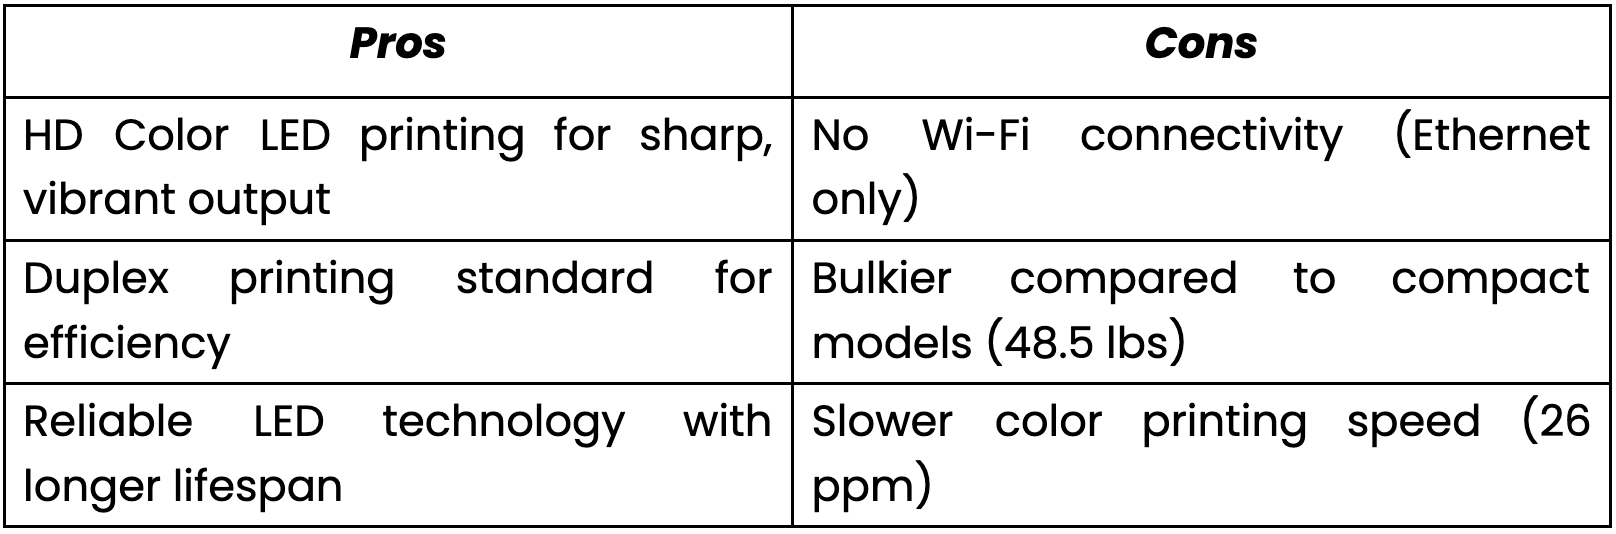 Pros
Cons
HD Color LED printing for sharp,
vibrant output
No Wi-Fi connectivity (Ethernet
only)
Duplex printing standard for
efficiency
Bulkier compared to compact
models (48.5 lbs)
Reliable LED technology with
longer lifespan
Slower color printing speed (26
ppm)